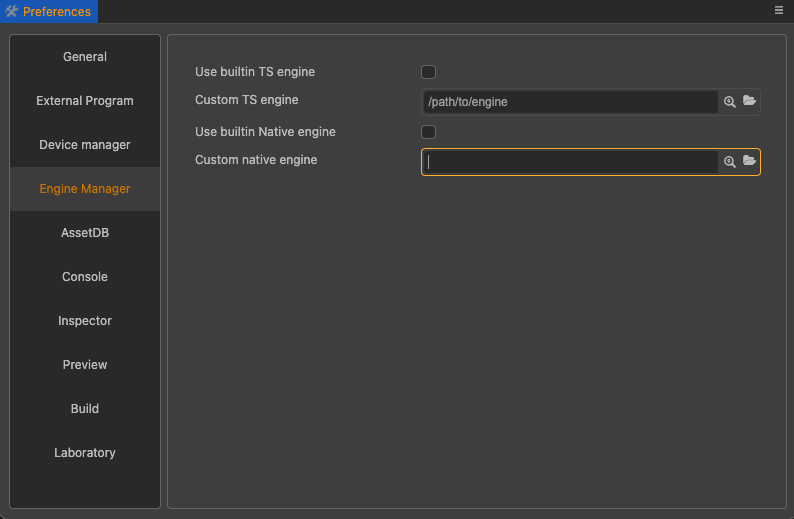 Preferences
General
External Program
Device manager
Engine Manager
AssetDB
Console
Inspector
Preview
Build
Laboratory
Use builtin TS engine
Custom TS engine
/path/to/engine
Use builtin Native engine
Custom native engine